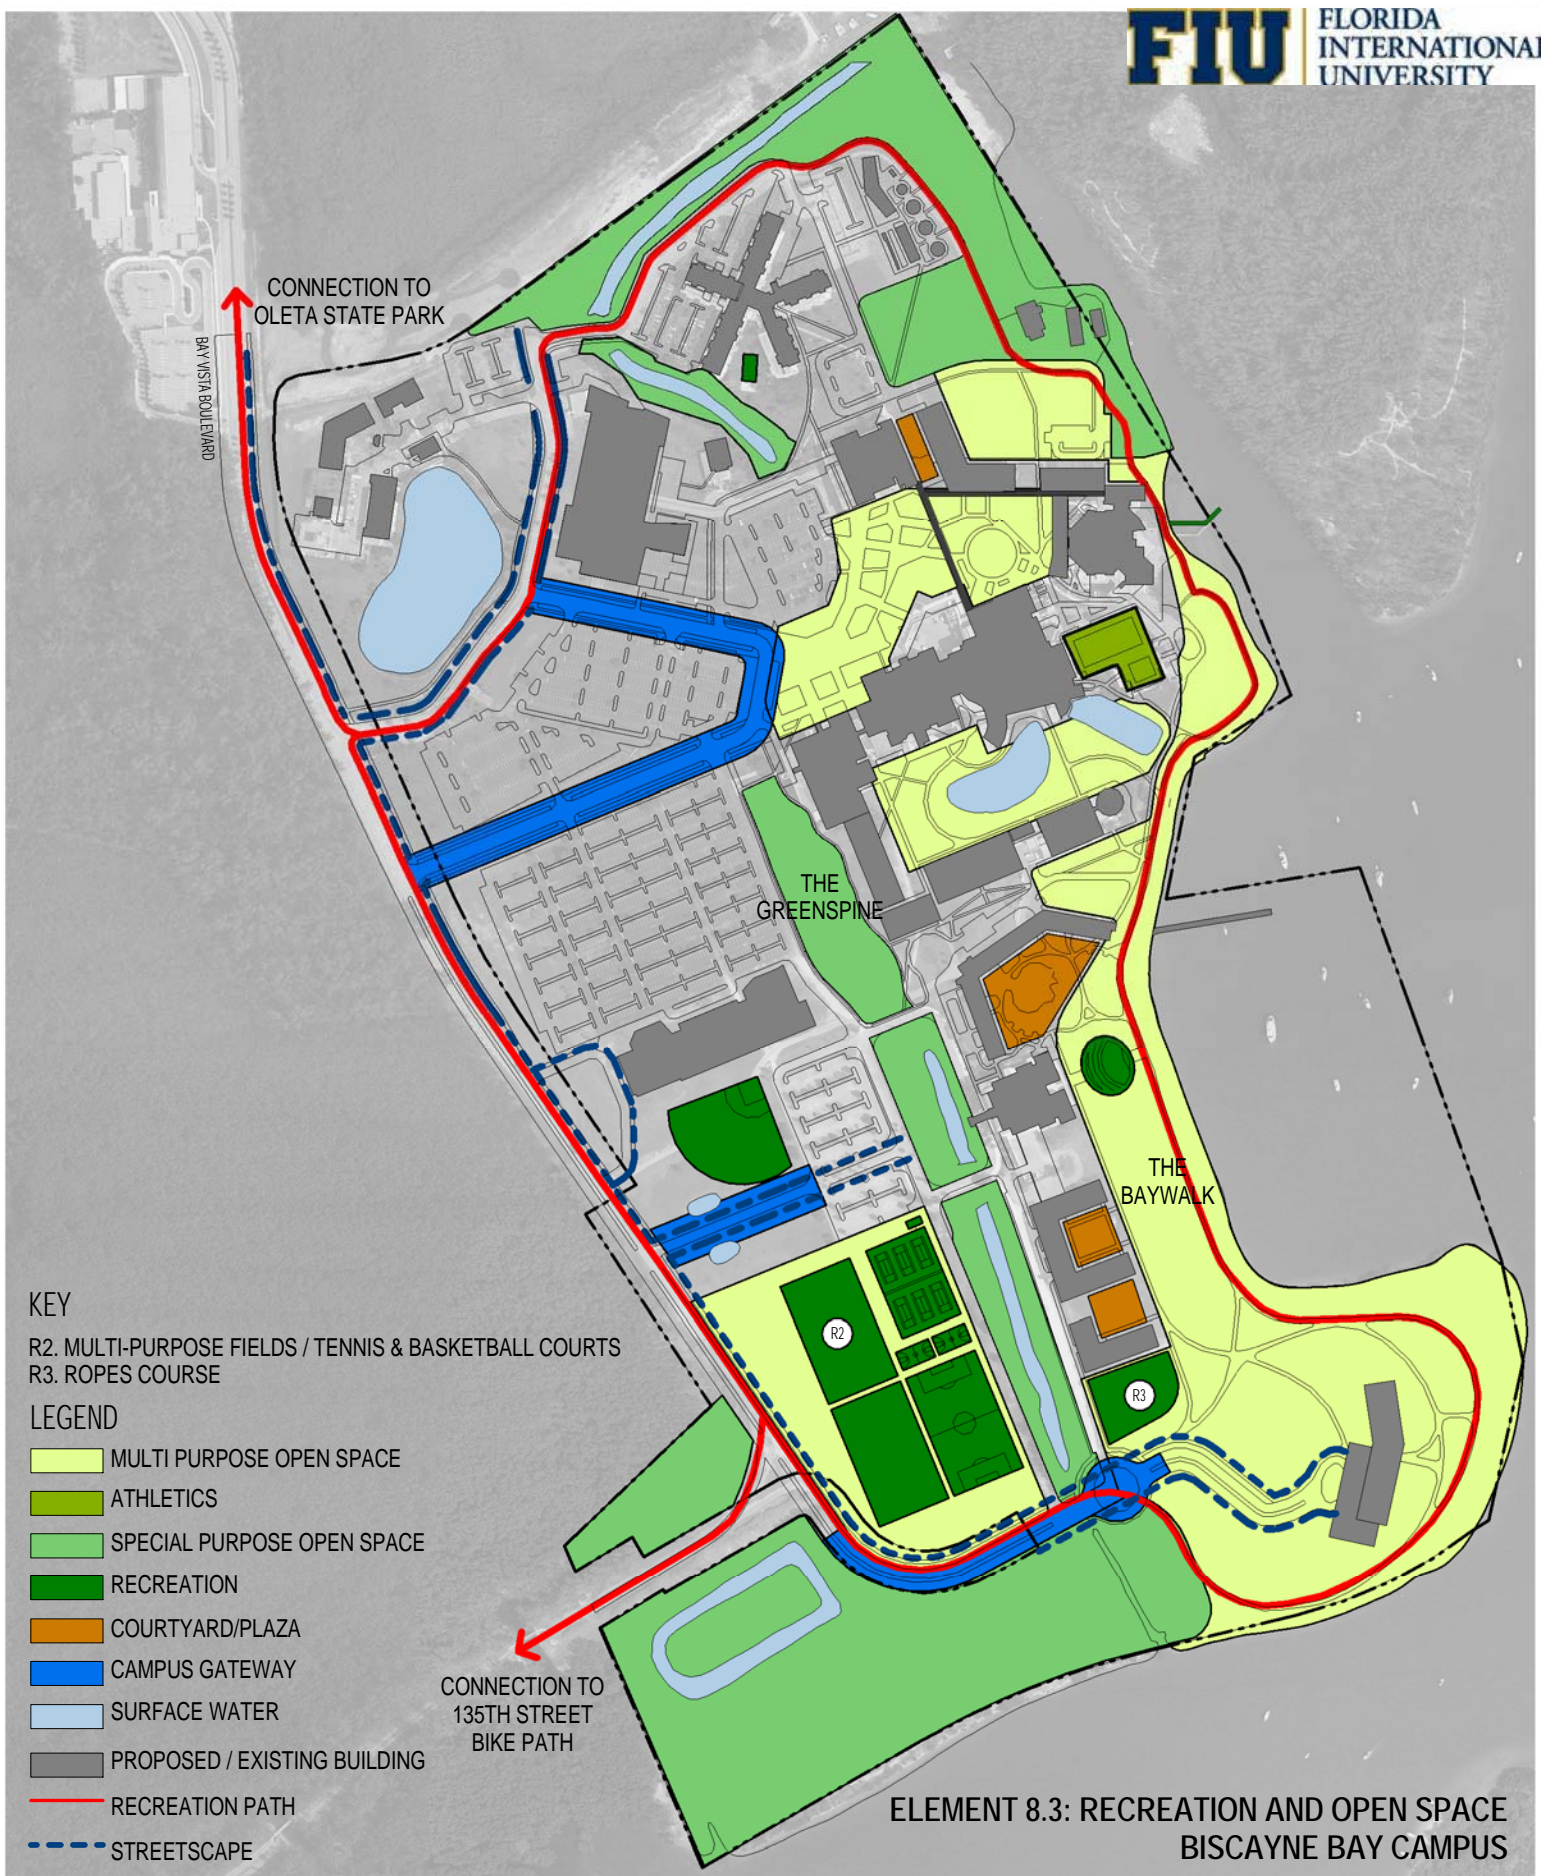 FIU
FLORIDA
INTERNATIONAL
UNIVERSITY
CONNECTION TO
OLETA STATE PARK
BAY VISTA BOULEVARD
THE
GREENSPINE
THE
BAYWALK
R2
R3
KEY
R2. MULTI-PURPOSE FIELDS / TENNIS & BASKETBALL COURTS
R3. ROPES COURSE
LEGEND
MULTI PURPOSE OPEN SPACE
ATHLETICS
SPECIAL PURPOSE OPEN SPACE
RECREATION
COURTYARD/PLAZA
CAMPUS GATEWAY
SURFACE WATER
PROPOSED / EXISTING BUILDING
RECREATION PATH
STREETSCAPE
CONNECTION TO
135TH STREET
BIKE PATH
ELEMENT 8.3: RECREATION AND OPEN SPACE
BISCAYNE BAY CAMPUS